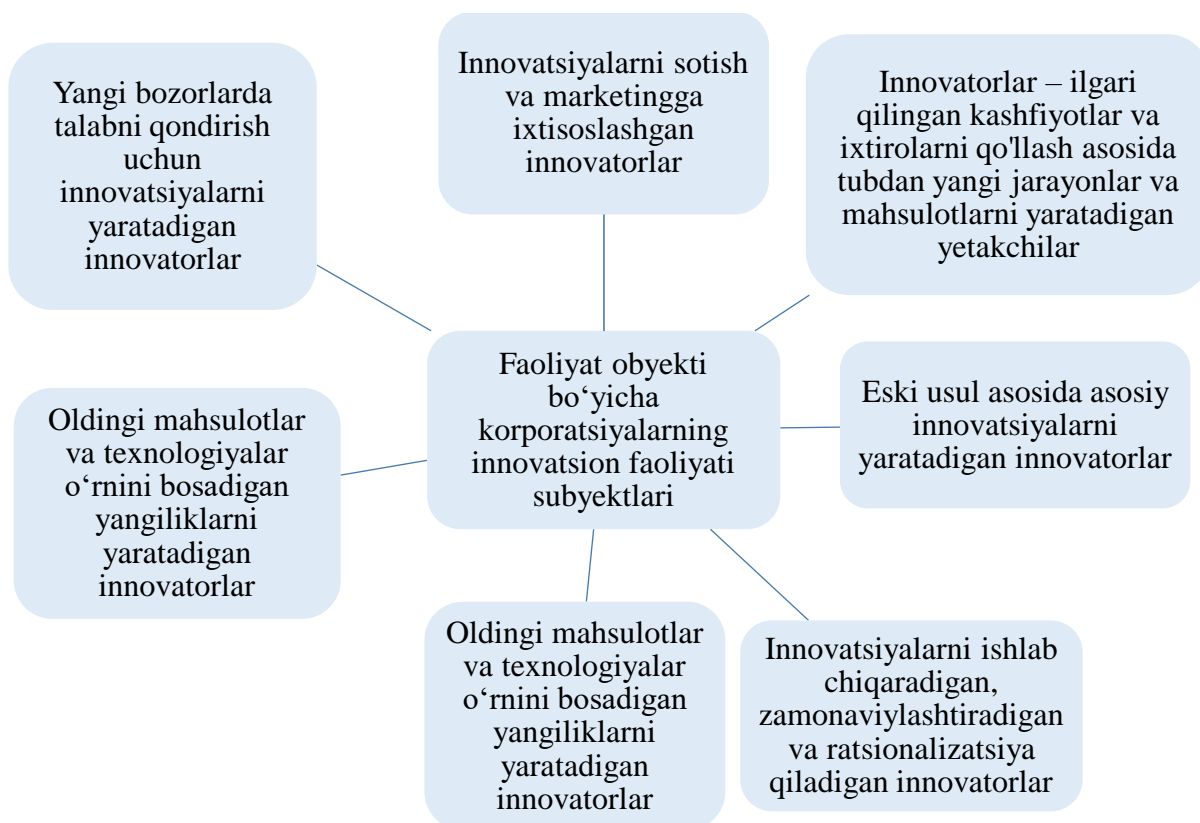 Yangi bozorlarda
talabni qondirish
uchun
innovatsiyalarni
yaratadigan
innovatorlar
Innovatsiyalarni sotish
va marketingga
ixtisoslashgan
innovatorlar
Innovatorlar – ilgari
qilingan kashfiyotlar va
ixtirolarni qo'llash asosida
tubdan yangi jarayonlar va
mahsulotlarni yaratadigan
yetakchilar
Faoliyat obyekti
bo‘yicha
korporatsiyalarning
innovatsion faoliyati
subyektlari
Eski usul asosida asosiy
innovatsiyalarni
yaratadigan innovatorlar
Oldingi mahsulotlar
va texnologiyalar
o‘rnini bosadigan
yangiliklarni
yaratadigan
innovatorlar
Oldingi mahsulotlar
va texnologiyalar
o‘rnini bosadigan
yangiliklarni
yaratadigan
innovatorlar
Innovatsiyalarni ishlab
chiqaradigan,
zamonaviylashtiradigan
va ratsionalizatsiya
qiladigan innovatorlar